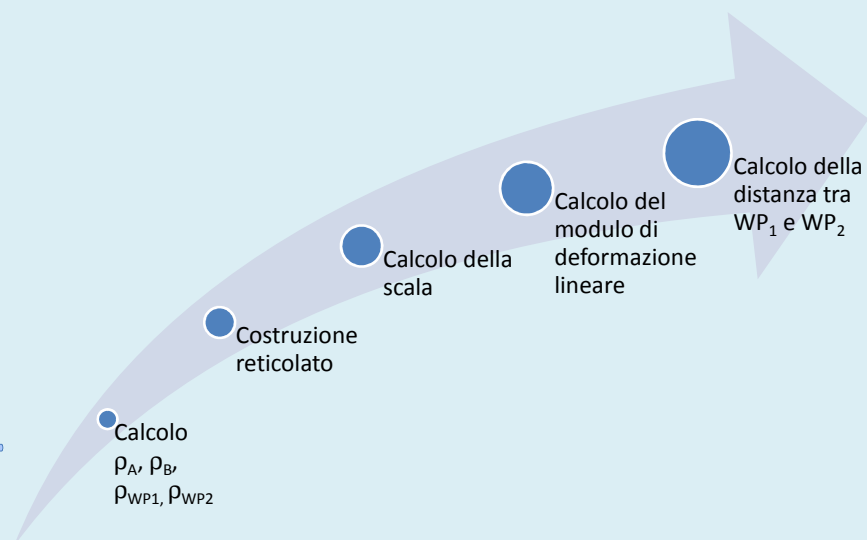 Calcolo
ρA, ρB,
ρWP1, ρWP2
Costruzione
reticolato
Calcolo della
scala
Calcolo del
modulo di
deformazione
lineare
Calcolo della
distanza tra
WP1 e WP2